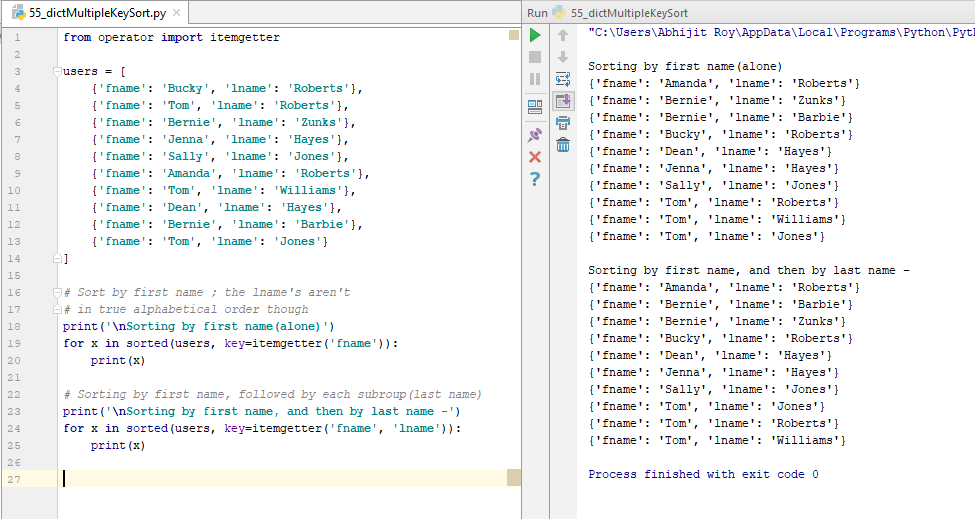 55_dictMultipleKeySort.py
1 from operator import itemgetter
2
3 users = [
4     {'fname': 'Bucky', 'lname': 'Roberts'},
5     {'fname': 'Tom', 'lname': 'Roberts'},
6     {'fname': 'Bernie', 'lname': 'Zunks'},
7     {'fname': 'Jenna', 'lname': 'Hayes'},
8     {'fname': 'Sally', 'lname': 'Jones'},
9     {'fname': 'Amanda', 'lname': 'Roberts'},
10     {'fname': 'Tom', 'lname': 'Williams'},
11     {'fname': 'Dean', 'lname': 'Hayes'},
12     {'fname': 'Bernie', 'lname': 'Barbie'},
13     {'fname': 'Tom', 'lname': 'Jones'}
14 ]
15
16 # Sort by first name ; the lname's aren't
17 # in true alphabetical order though
18 print('\nSorting by first name(alone)')
19 for x in sorted(users, key=itemgetter('fname')):
20     print(x)
21
22 # Sorting by first name, followed by each subroup(last name)
23 print('\nSorting by first name, and then by last name -')
24 for x in sorted(users, key=itemgetter('fname', 'lname')):
25     print(x)
26
27
Run 55_dictMultipleKeySort
"C:\Users\Abhijit Roy\AppData\Local\Programs\Python\Pyt
Sorting by first name(alone)
{'fname': 'Amanda', 'lname': 'Roberts'}
{'fname': 'Bernie', 'lname': 'Zunks'}
{'fname': 'Bernie', 'lname': 'Barbie'}
{'fname': 'Bucky', 'lname': 'Roberts'}
{'fname': 'Dean', 'lname': 'Hayes'}
{'fname': 'Jenna', 'lname': 'Hayes'}
{'fname': 'Sally', 'lname': 'Jones'}
{'fname': 'Tom', 'lname': 'Roberts'}
{'fname': 'Tom', 'lname': 'Williams'}
{'fname': 'Tom', 'lname': 'Jones'}
Sorting by first name, and then by last name -
{'fname': 'Amanda', 'lname': 'Roberts'}
{'fname': 'Bernie', 'lname': 'Barbie'}
{'fname': 'Bernie', 'lname': 'Zunks'}
{'fname': 'Bucky', 'lname': 'Roberts'}
{'fname': 'Dean', 'lname': 'Hayes'}
{'fname': 'Jenna', 'lname': 'Hayes'}
{'fname': 'Sally', 'lname': 'Jones'}
{'fname': 'Tom', 'lname': 'Jones'}
{'fname': 'Tom', 'lname': 'Roberts'}
{'fname': 'Tom', 'lname': 'Williams'}
Process finished with exit code 0